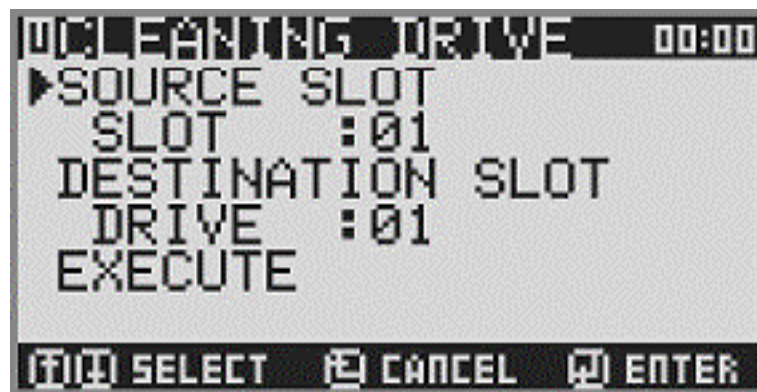 CLEANING DRIVE 00:00
▶SOURCE SLOT
SLOT :01
DESTINATION SLOT
DRIVE :01
EXECUTE
SELECT CANCEL ENTER